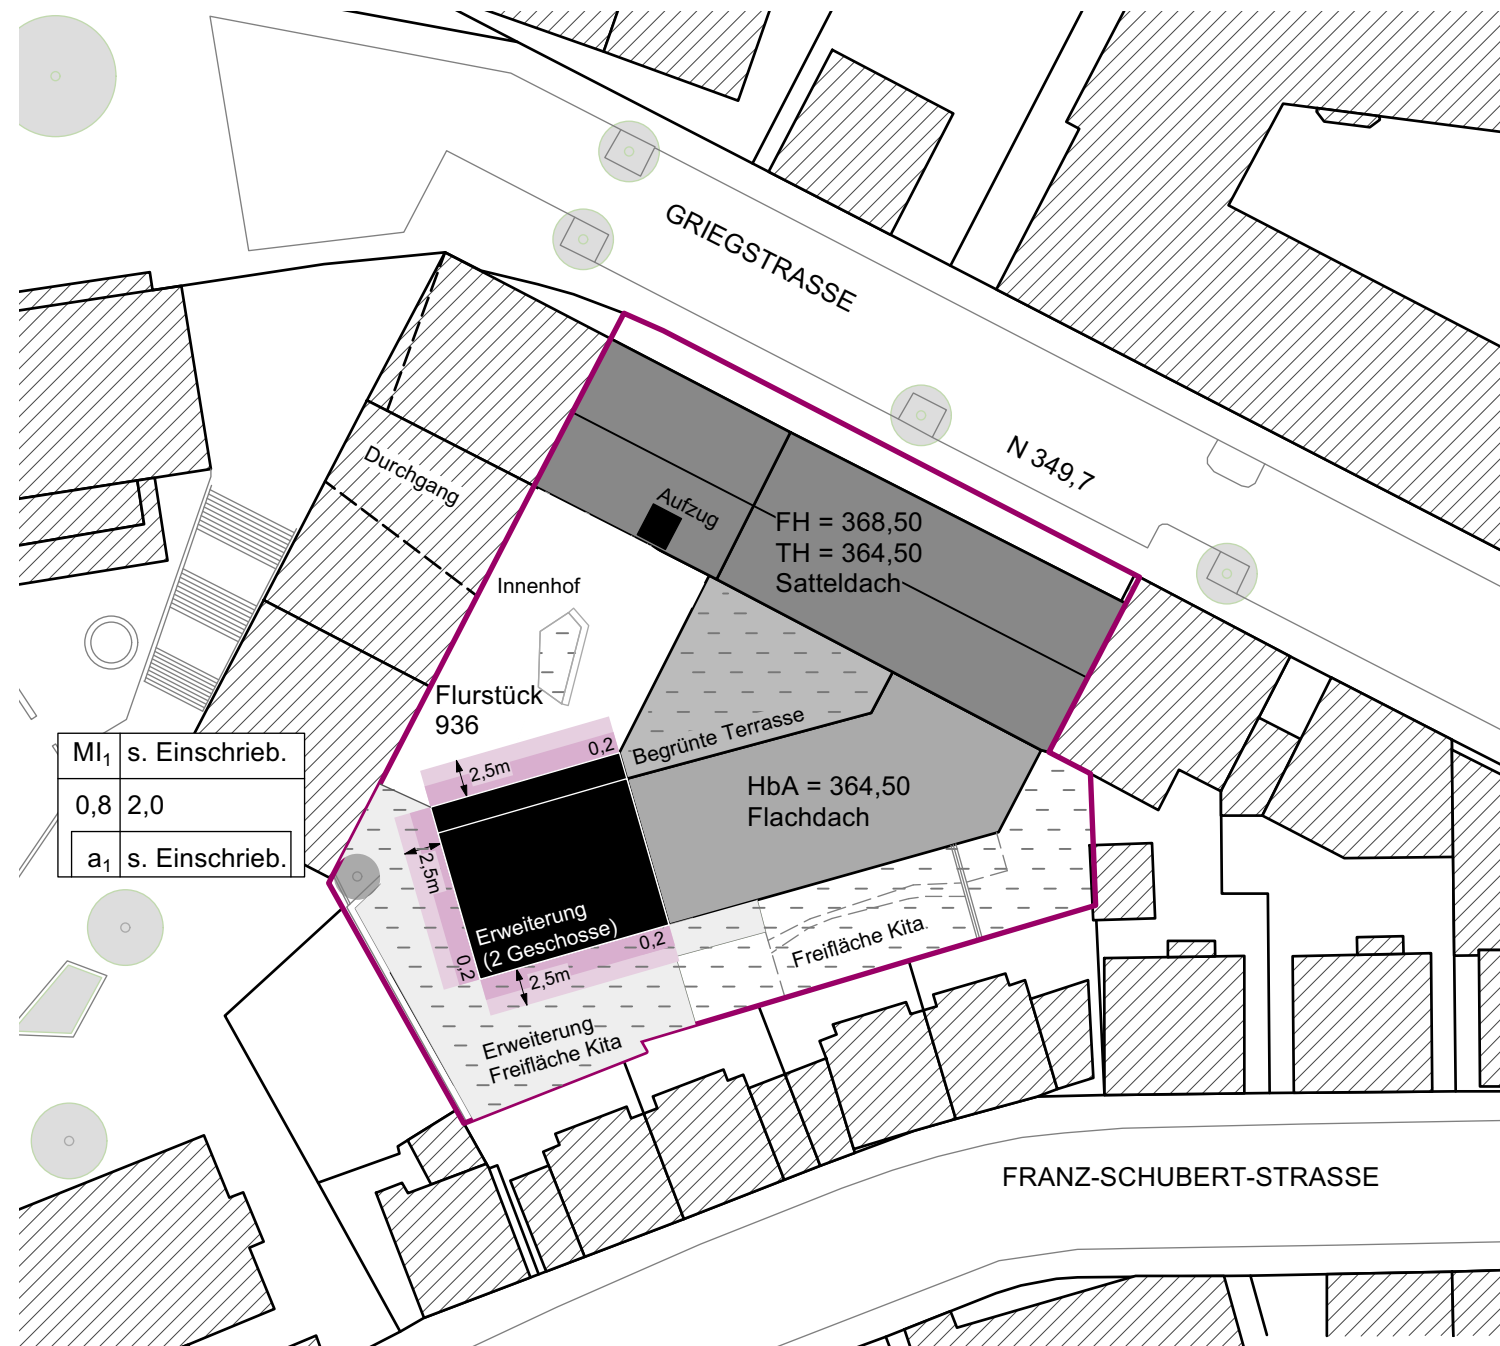 GRIEGSTRASSE
N 349,7
Durchgang
Aufzug
FH = 368,50
TH = 364,50
Satteldach
Innenhof
Flurstück
936
Begrünte Terrasse
MI₁ s. Einschrieb.
0,8 2,0
a₁ s. Einschrieb.
0,2
2,5m
HbA = 364,50
Flachdach
2,5m
Erweiterung
(2 Geschosse)
0,2
0,2
2,5m
Freifläche Kita
Erweiterung
Freifläche Kita
FRANZ-SCHUBERT-STRASSE